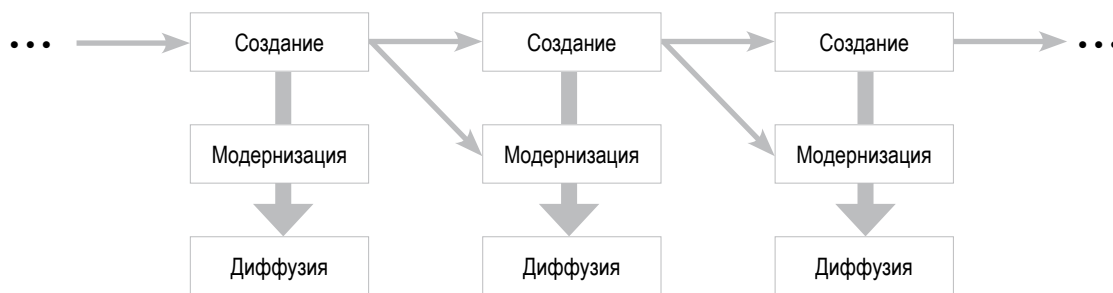 ... Создание Создание Создание ...
Модернизация Модернизация Модернизация
Диффузия Диффузия Диффузия